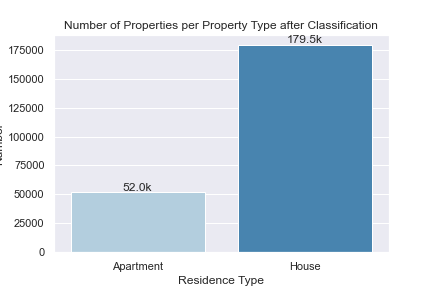 Number of Properties per Property Type after Classification
175000
150000
125000
100000
75000
50000
25000
0
179.5k
52.0k
Apartment
House
Residence Type